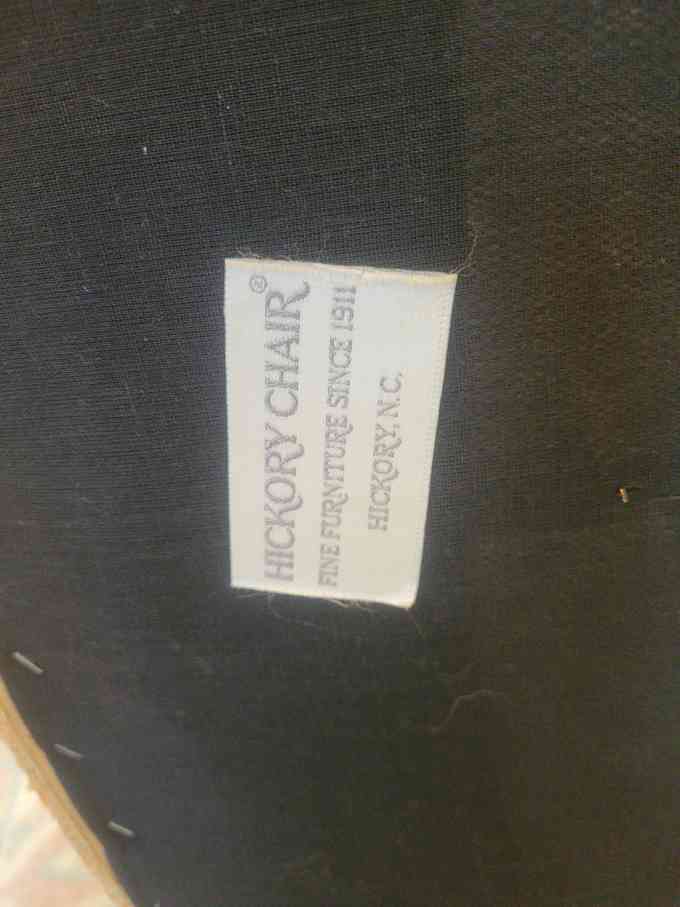 HICKORY CHAIR®
FINE FURNITURE SINCE 1911
HICKORY, N.C.